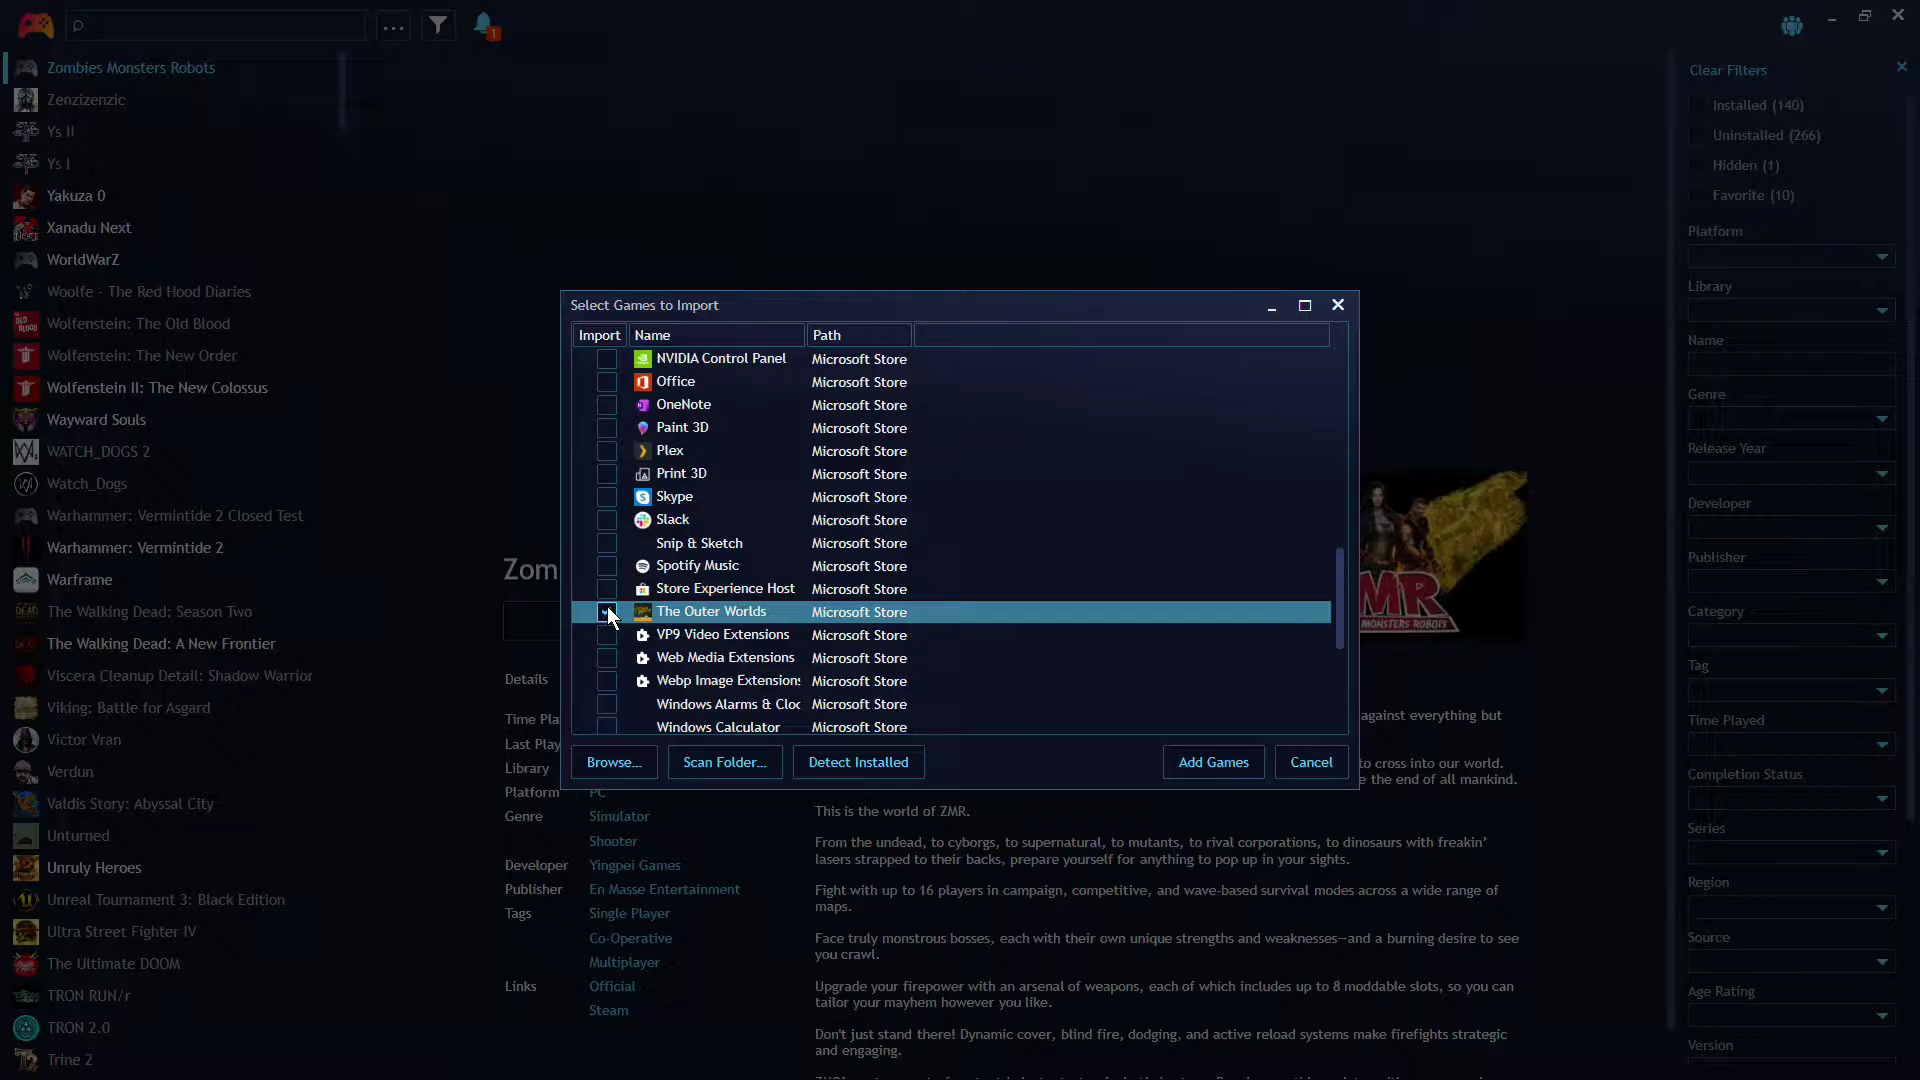 1
Zombies Monsters Robots
Zenzizenzic
Ys II
Ys I
Yakuza 0
Xanadu Next
WorldWarZ
Woolfe - The Red Hood Diaries
Wolfenstein: The Old Blood
Wolfenstein: The New Order
Wolfenstein II: The New Colossus
Wayward Souls
WATCH_DOGS 2
Watch_Dogs
Warhammer: Vermintide 2 Closed Test
Warhammer: Vermintide 2
Warframe
The Walking Dead: Season Two
The Walking Dead: A New Frontier
Viscera Cleanup Detail: Shadow Warrior
Viking: Battle for Asgard
Victor Vran
Verdun
Valdis Story: Abyssal City
Unturned
Unruly Heroes
Unreal Tournament 3: Black Edition
Ultra Street Fighter IV
The Ultimate DOOM
TRON RUN/r
TRON 2.0
Trine 2
Select Games to Import
Import Name Path
NVIDIA Control Panel Microsoft Store
Office Microsoft Store
OneNote Microsoft Store
Paint 3D Microsoft Store
Plex Microsoft Store
Print 3D Microsoft Store
Skype Microsoft Store
Slack Microsoft Store
Snip & Sketch Microsoft Store
Spotify Music Microsoft Store
Store Experience Host Microsoft Store
The Outer Worlds Microsoft Store
VP9 Video Extensions Microsoft Store
Web Media Extensions Microsoft Store
Webp Image Extensions Microsoft Store
Windows Alarms & Cloc Microsoft Store
Windows Calculator Microsoft Store
Browse... Scan Folder... Detect Installed Add Games Cancel
Zom
MR
MONSTERS ROBOTS
Details
Time Pla
Last Play
Library
Platform PC
Genre Simulator
Shooter
Developer Yingpei Games
Publisher En Masse Entertainment
Tags Single Player
Co-Operative
Multiplayer
Links Official
Steam
against everything but
to cross into our world.
e the end of all mankind.
This is the world of ZMR.
From the undead, to cyborgs, to supernatural, to mutants, to rival corporations, to dinosaurs with freakin'
lasers strapped to their backs, prepare yourself for anything to pop up in your sights.
Fight with up to 16 players in campaign, competitive, and wave-based survival modes across a wide range of
maps.
Face truly monstrous bosses, each with their own unique strengths and weaknesses—and a burning desire to see
you crawl.
Upgrade your firepower with an arsenal of weapons, each of which includes up to 8 moddable slots, so you can
tailor your mayhem however you like.
Don't just stand there! Dynamic cover, blind fire, dodging, and active reload systems make firefights strategic
and engaging.
Clear Filters
Installed (140)
Uninstalled (266)
Hidden (1)
Favorite (10)
Platform
Library
Name
Genre
Release Year
Developer
Publisher
Category
Tag
Time Played
Completion Status
Series
Region
Source
Age Rating
Version